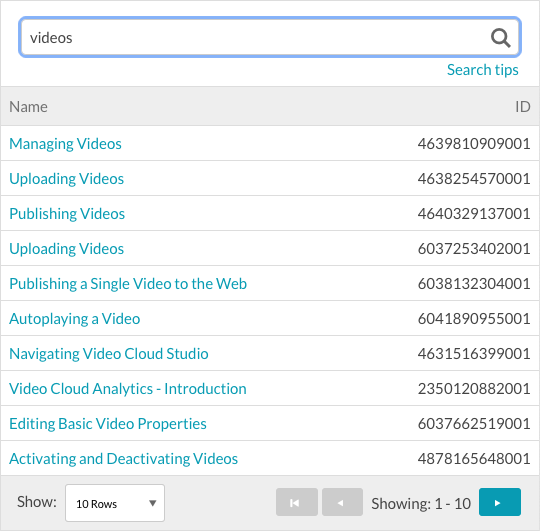 videos
Search tips
Name ID
Managing Videos 4639810909001
Uploading Videos 4638254570001
Publishing Videos 4640329137001
Uploading Videos 6037253402001
Publishing a Single Video to the Web 6038132304001
Autoplaying a Video 6041890955001
Navigating Video Cloud Studio 4631516399001
Video Cloud Analytics - Introduction 2350120882001
Editing Basic Video Properties 6037662519001
Activating and Deactivating Videos 4878165648001
Show: 10 Rows Showing: 1 - 10